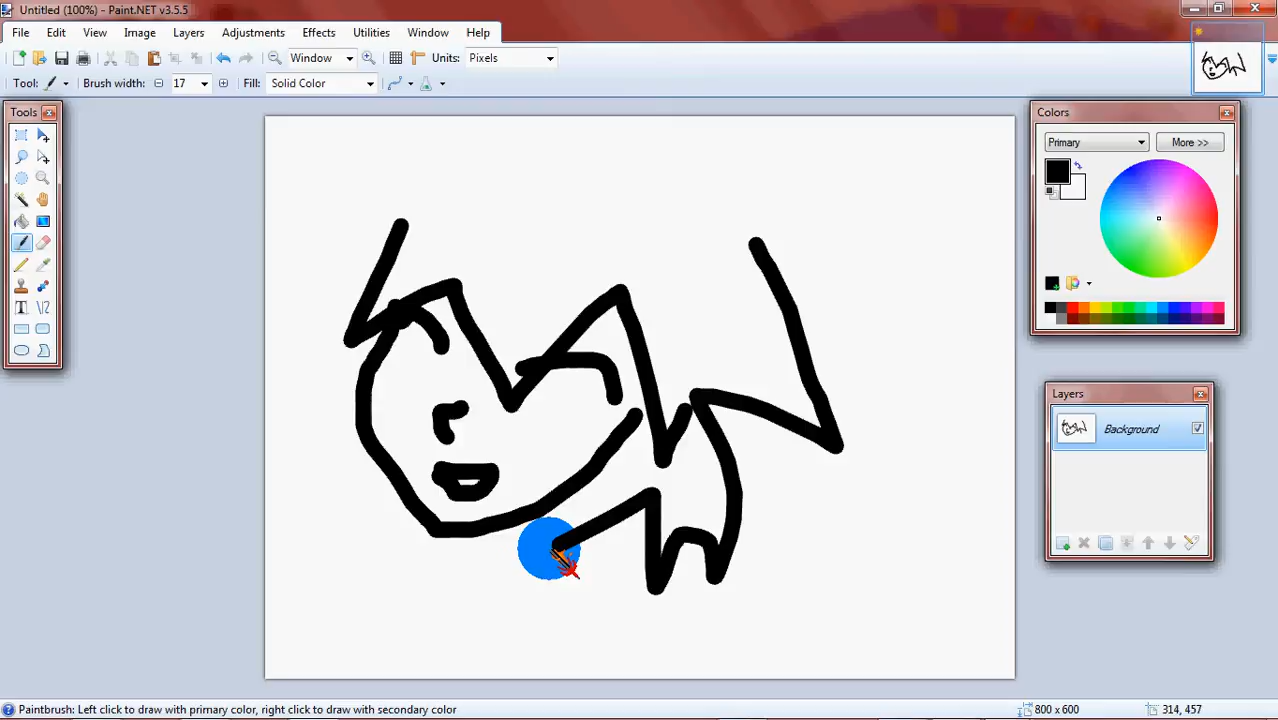 Untitled (100%) - Paint.NET v3.5.5
File Edit View Image Layers Adjustments Effects Utilities Window Help
Window Units: Pixels
Tool: Brush width: 17 Fill: Solid Color
Tools
Colors
Primary More >>
Layers
Background
Paintbrush: Left click to draw with primary color, right click to draw with secondary color 800 x 600 314, 457